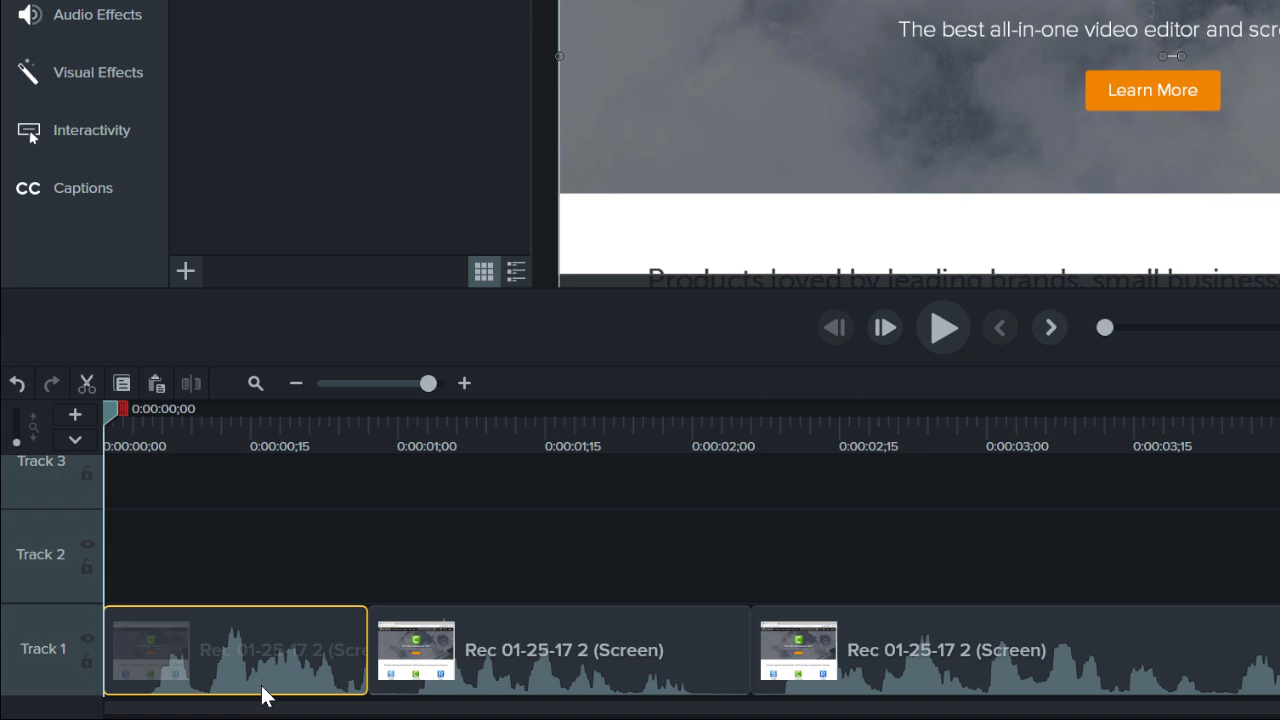 Audio Effects
Visual Effects
Interactivity
CC Captions
The best all-in-one video editor and scr
Learn More
Products loved by leading brands, small business
0:00:00;00
0:00:00;00 0:00:00;15 0:00:01;00 0:00:01;15 0:00:02;00 0:00:02;15 0:00:03;00 0:00:03;15
Track 3
Track 2
Track 1
Rec 01-25-17 2 (Scre
Rec 01-25-17 2 (Screen)
Rec 01-25-17 2 (Screen)